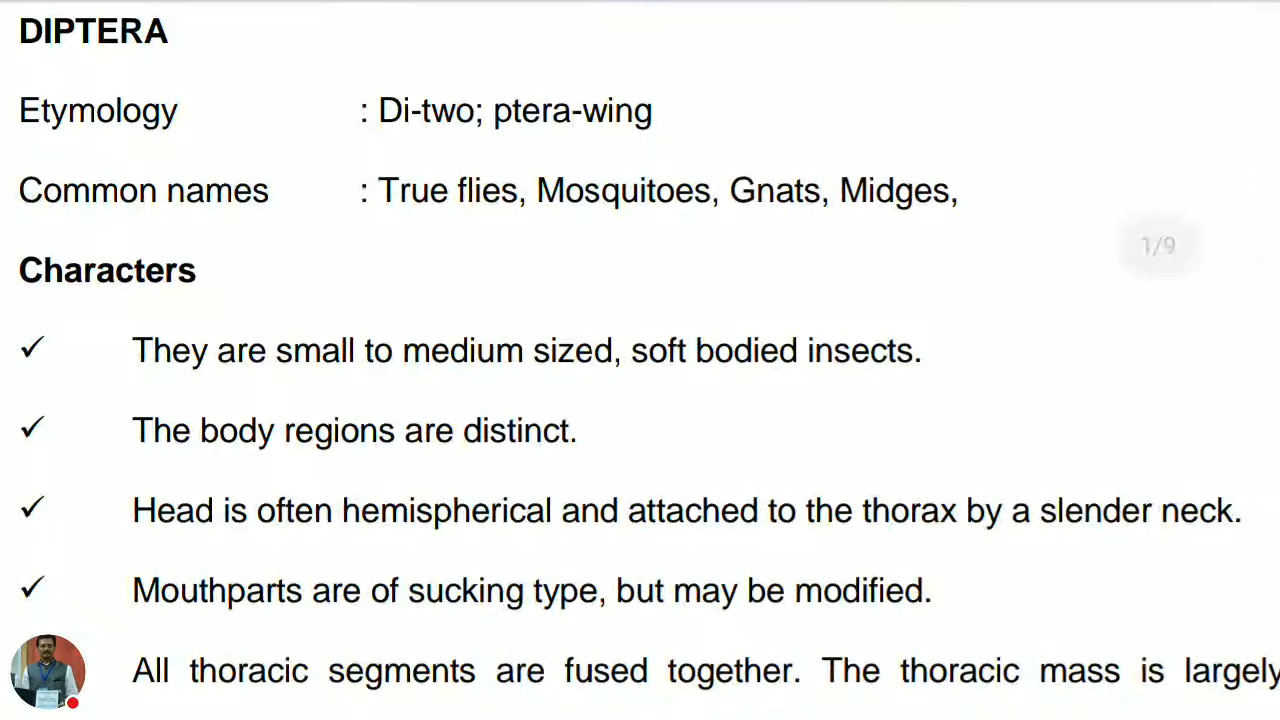 DIPTERA
Etymology : Di-two; ptera-wing
Common names : True flies, Mosquitoes, Gnats, Midges,
1/9
Characters
✓ They are small to medium sized, soft bodied insects.
✓ The body regions are distinct.
✓ Head is often hemispherical and attached to the thorax by a slender neck.
✓ Mouthparts are of sucking type, but may be modified.
All thoracic segments are fused together. The thoracic mass is largely